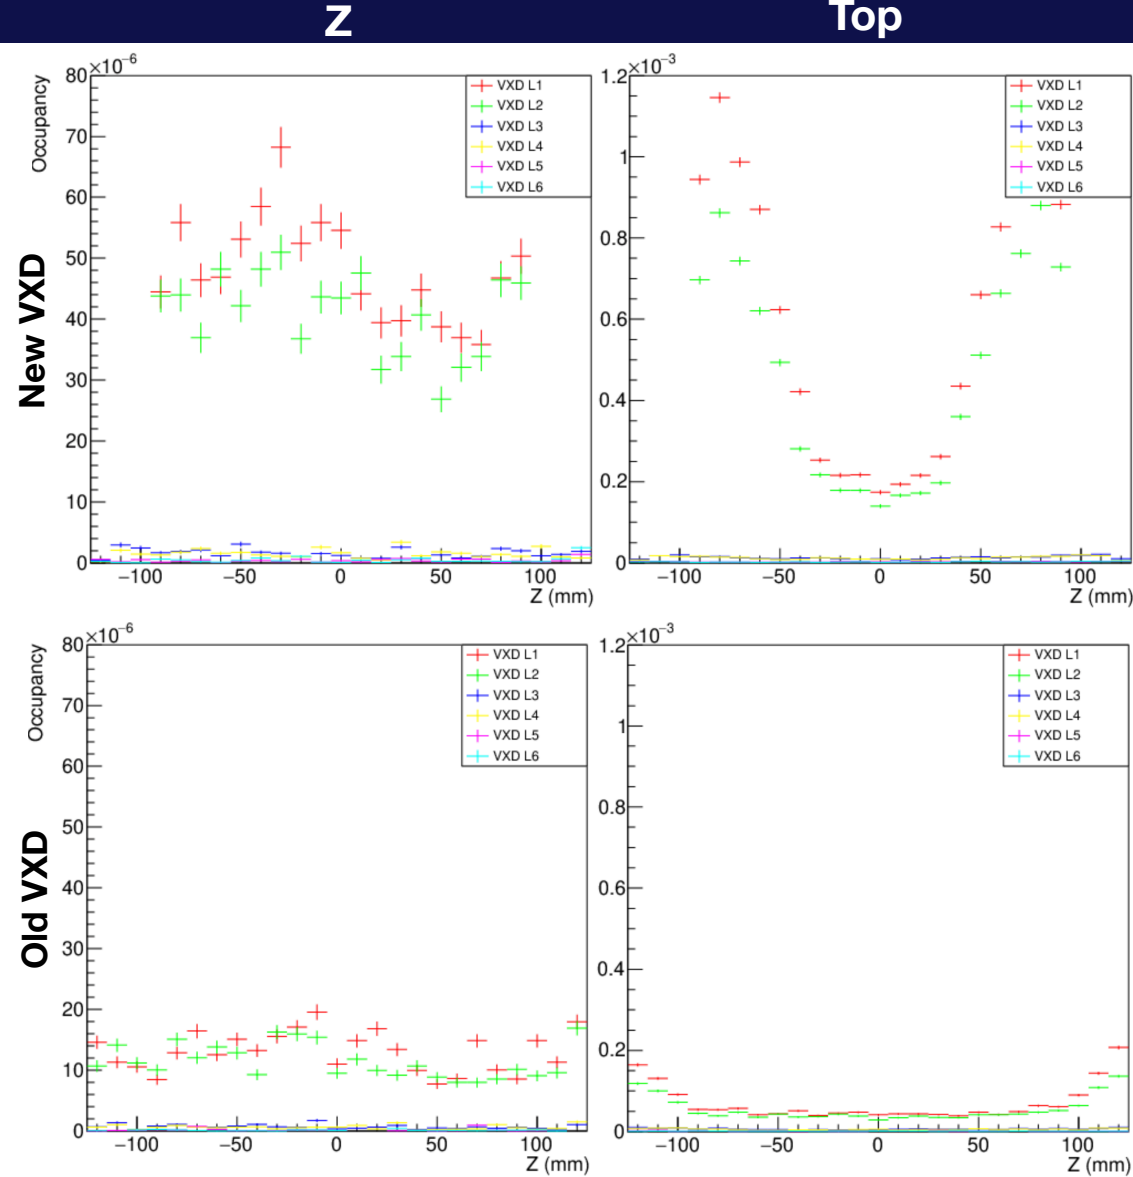 Z
Top
New VXD
Occupancy
80
×10⁻⁶
70
60
50
40
30
20
10
0
−100
−50
0
50
100
Z (mm)
VXD L1
VXD L2
VXD L3
VXD L4
VXD L5
VXD L6
1.2
×10⁻³
1
0.8
0.6
0.4
0.2
0
−100
−50
0
50
100
Z (mm)
VXD L1
VXD L2
VXD L3
VXD L4
VXD L5
VXD L6
Old VXD
Occupancy
80
×10⁻⁶
70
60
50
40
30
20
10
0
−100
−50
0
50
100
Z (mm)
VXD L1
VXD L2
VXD L3
VXD L4
VXD L5
VXD L6
1.2
×10⁻³
1
0.8
0.6
0.4
0.2
0
−100
−50
0
50
100
Z (mm)
VXD L1
VXD L2
VXD L3
VXD L4
VXD L5
VXD L6